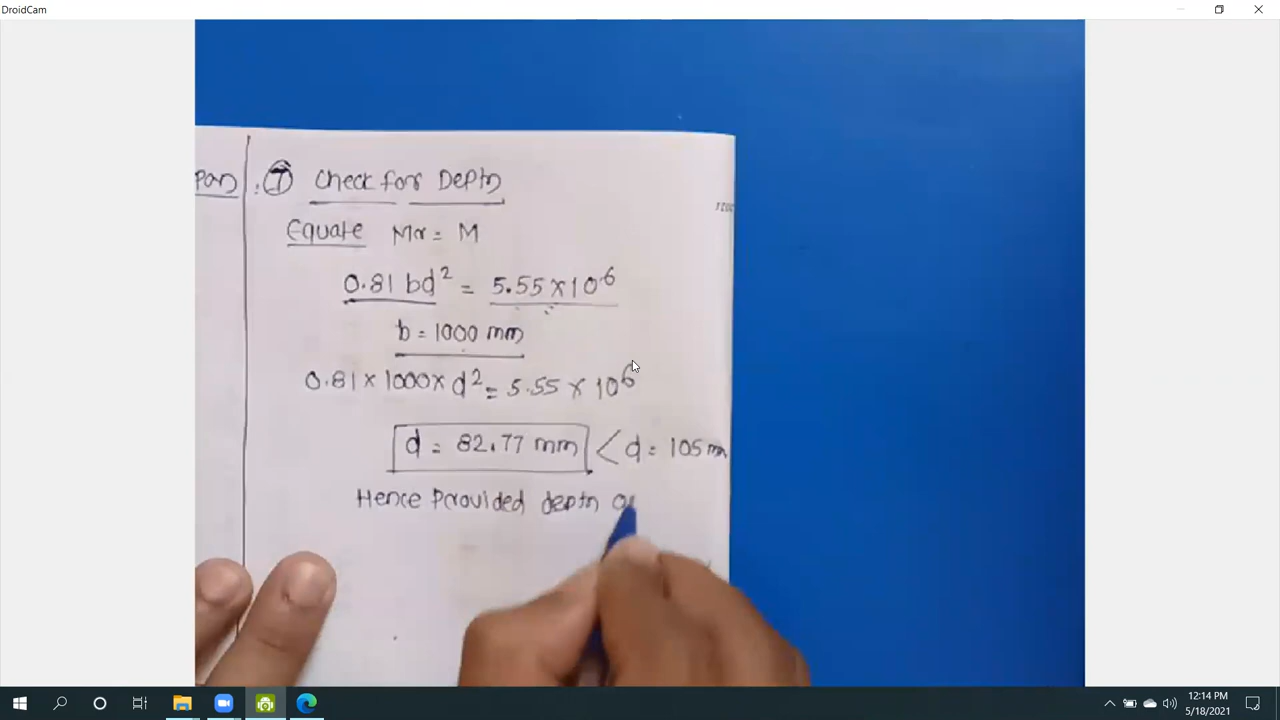 DroidCam
pan
: 7 Check for Depth
Equate Mr = M
0.81 bd² = 5.55 × 10⁶
b = 1000 mm
0.81 × 1000 × d² = 5.55 × 10⁶
d = 82.77 mm < d = 105 mm
Hence Provided depth
12:14 PM
5/18/2021